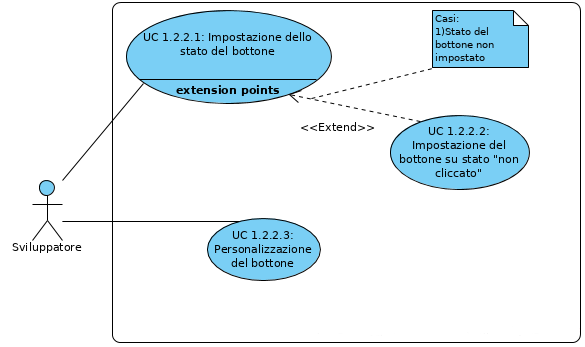 UC 1.2.2.1: Impostazione dello
stato del bottone
extension points
Casi:
1)Stato del
bottone non
impostato
<<Extend>>
UC 1.2.2.2:
Impostazione del
bottone su stato "non
cliccato"
Sviluppatore
UC 1.2.2.3:
Personalizzazione
del bottone